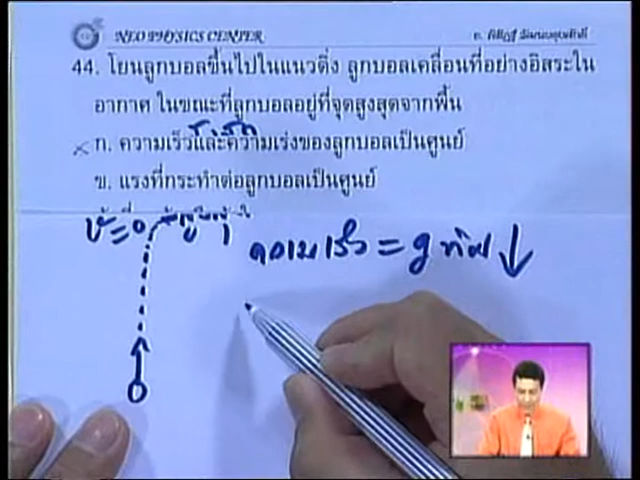 NEO PHYSICS CENTER
44. โยนลูกบอลขึ้นไปในแนวดิ่ง ลูกบอลเคลื่อนที่อย่างอิสระใน
อากาศ ในขณะที่ลูกบอลอยู่ที่จุดสูงสุดจากพื้น
ก. ความเร็วและความเร่งของลูกบอลเป็นศูนย์
ข. แรงที่กระทำต่อลูกบอลเป็นศูนย์
ความเร็ว = g ทิศ ↓